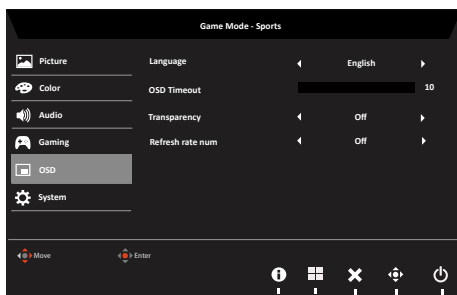 Game Mode - Sports
Picture
Color
Audio
Gaming
OSD
System
Language English
OSD Timeout 10
Transparency Off
Refresh rate num Off
Move Enter